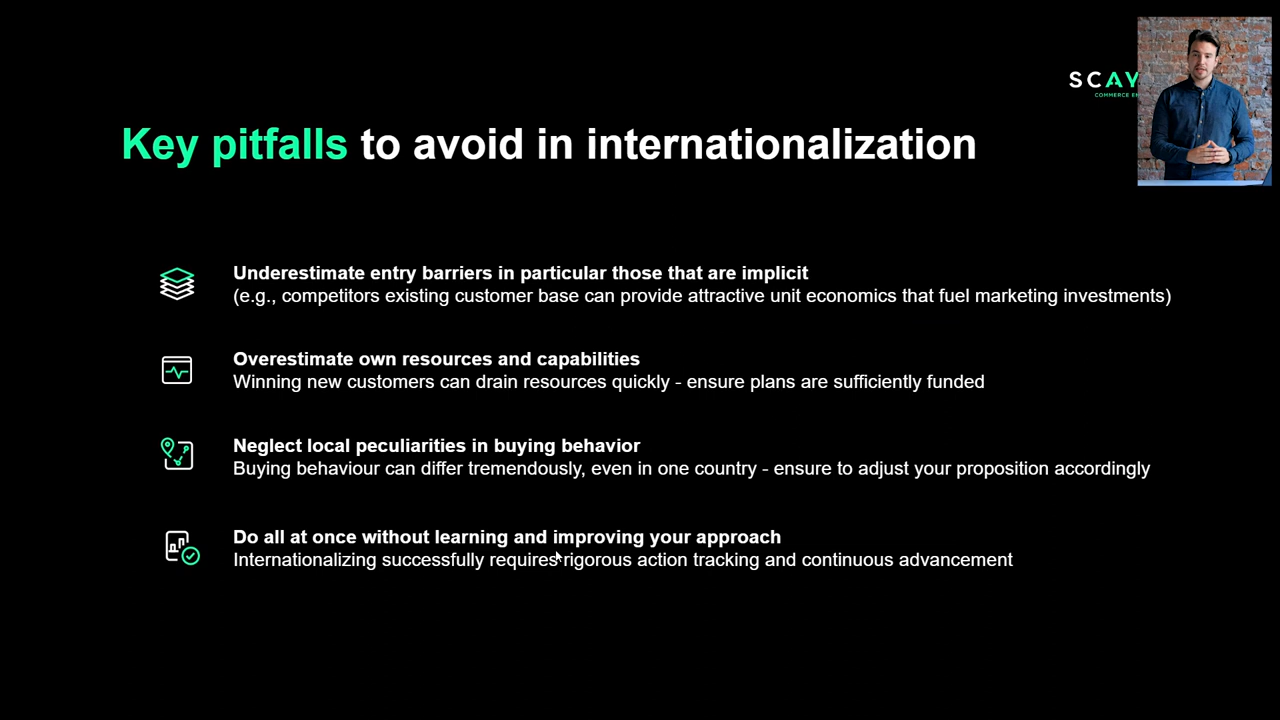 SCAY
COMMERCE EN
Key pitfalls to avoid in internationalization
Underestimate entry barriers in particular those that are implicit
(e.g., competitors existing customer base can provide attractive unit economics that fuel marketing investments)
Overestimate own resources and capabilities
Winning new customers can drain resources quickly - ensure plans are sufficiently funded
Neglect local peculiarities in buying behavior
Buying behaviour can differ tremendously, even in one country - ensure to adjust your proposition accordingly
Do all at once without learning and improving your approach
Internationalizing successfully requires rigorous action tracking and continuous advancement